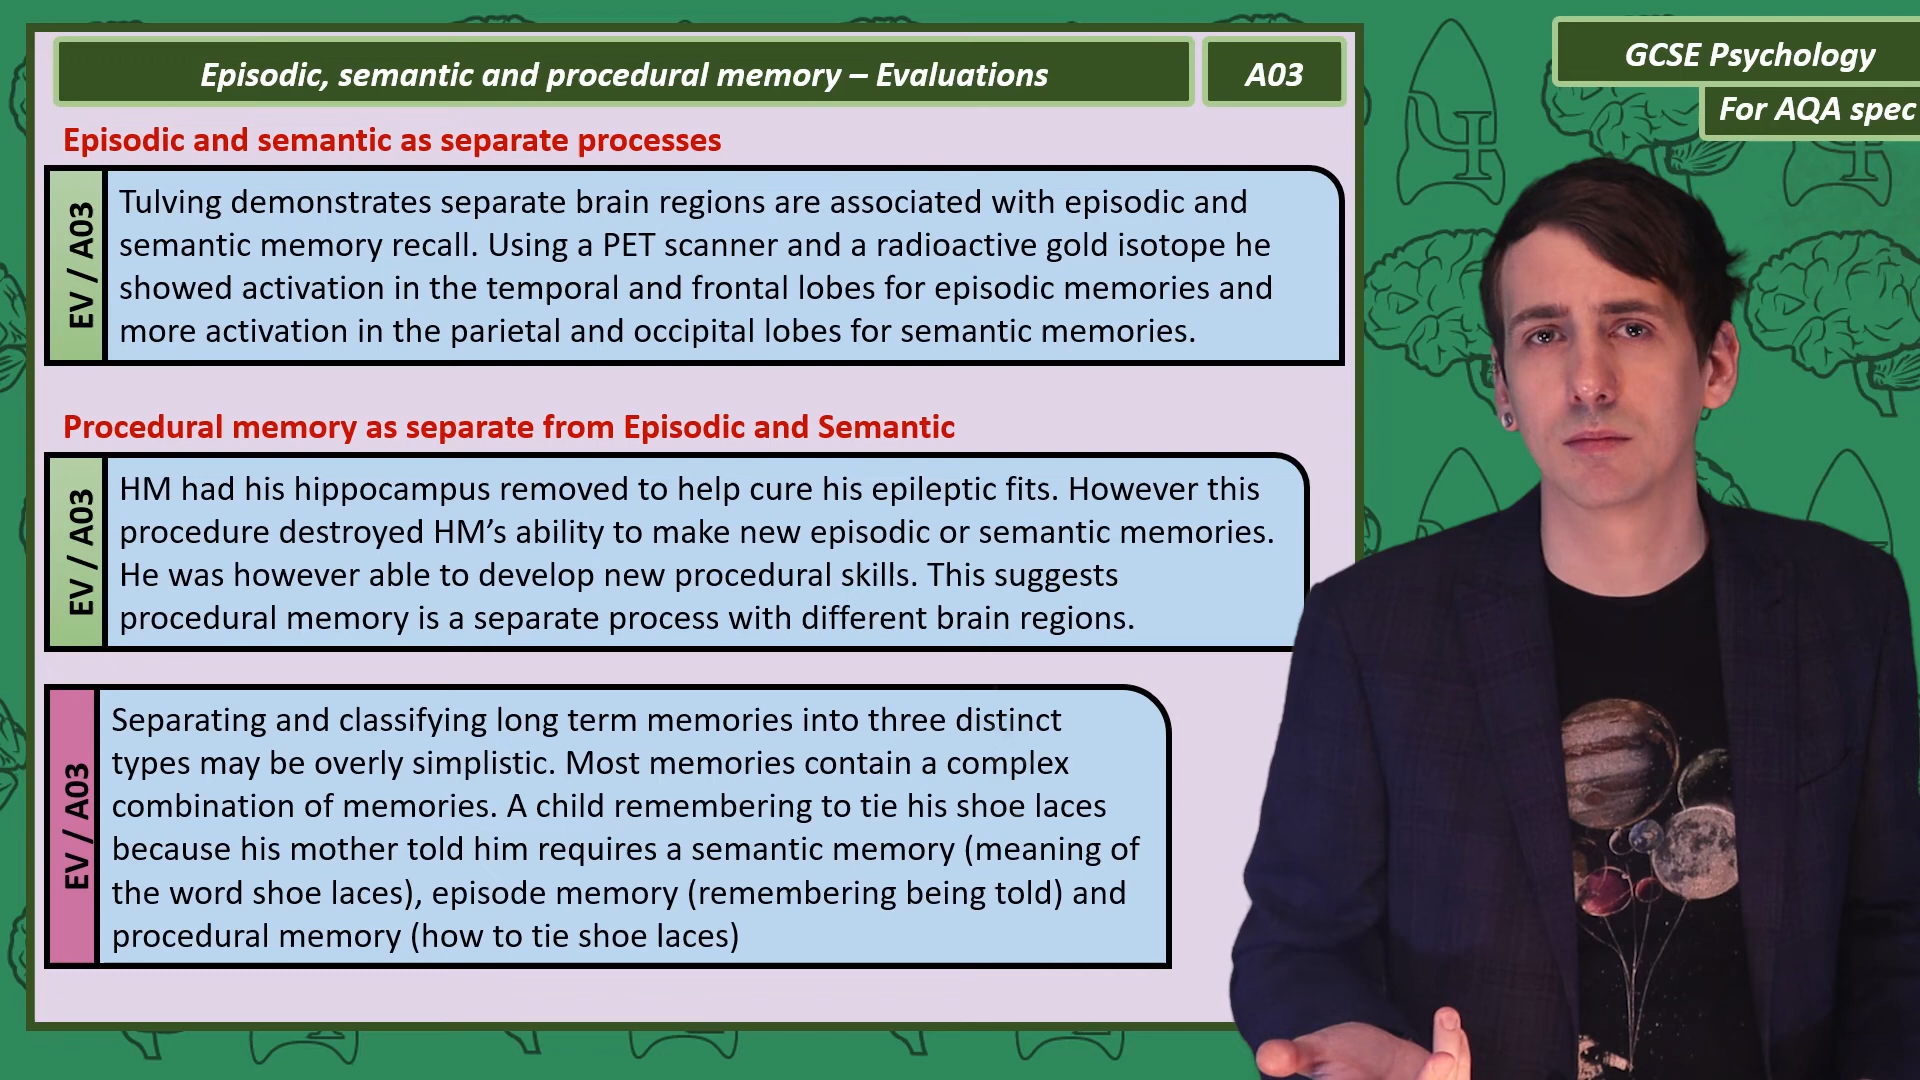 Episodic, semantic and procedural memory – Evaluations
A03
GCSE Psychology
For AQA spec
Episodic and semantic as separate processes
EV / A03
Tulving demonstrates separate brain regions are associated with episodic and
semantic memory recall. Using a PET scanner and a radioactive gold isotope he
showed activation in the temporal and frontal lobes for episodic memories and
more activation in the parietal and occipital lobes for semantic memories.
Procedural memory as separate from Episodic and Semantic
EV / A03
HM had his hippocampus removed to help cure his epileptic fits. However this
procedure destroyed HM’s ability to make new episodic or semantic memories.
He was however able to develop new procedural skills. This suggests
procedural memory is a separate process with different brain regions.
EV / A03
Separating and classifying long term memories into three distinct
types may be overly simplistic. Most memories contain a complex
combination of memories. A child remembering to tie his shoe laces
because his mother told him requires a semantic memory (meaning of
the word shoe laces), episode memory (remembering being told) and
procedural memory (how to tie shoe laces)